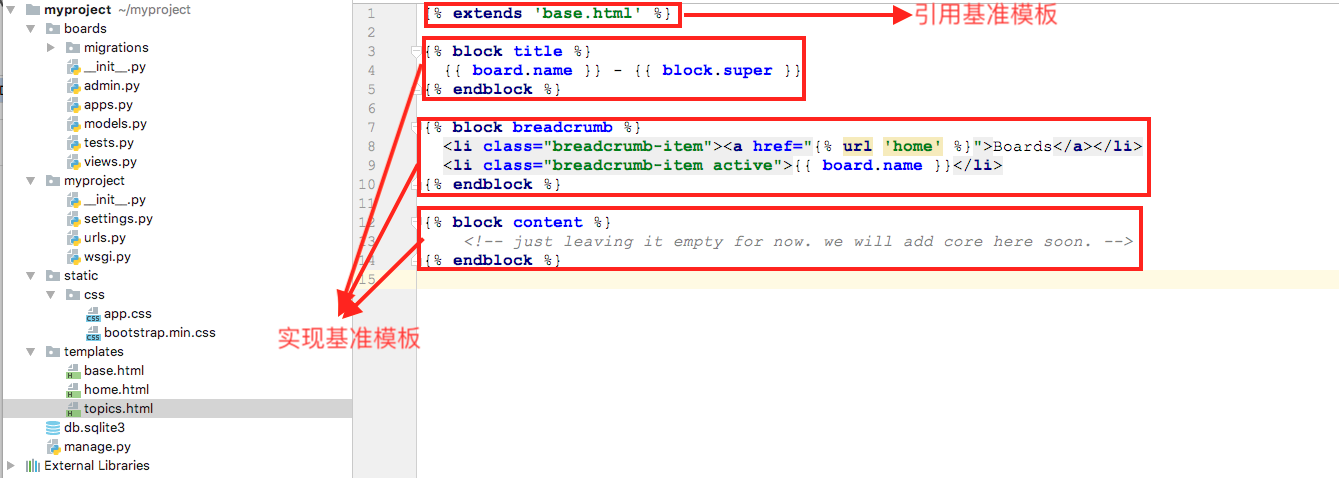 myproject ~/myproject
boards
migrations
__init__.py
admin.py
apps.py
models.py
tests.py
views.py
myproject
__init__.py
settings.py
urls.py
wsgi.py
static
css
app.css
bootstrap.min.css
templates
base.html
home.html
topics.html
db.sqlite3
manage.py
External Libraries
1 {% extends 'base.html' %}
引用基准模板
2
3 {% block title %}
4 {{ board.name }} - {{ block.super }}
5 {% endblock %}
6
7 {% block breadcrumb %}
8 <li class="breadcrumb-item"><a href="{% url 'home' %}">Boards</a></li>
9 <li class="breadcrumb-item active">{{ board.name }}</li>
10 {% endblock %}
11
12 {% block content %}
13 <!-- just leaving it empty for now. we will add core here soon. -->
14 {% endblock %}
15
实现基准模板